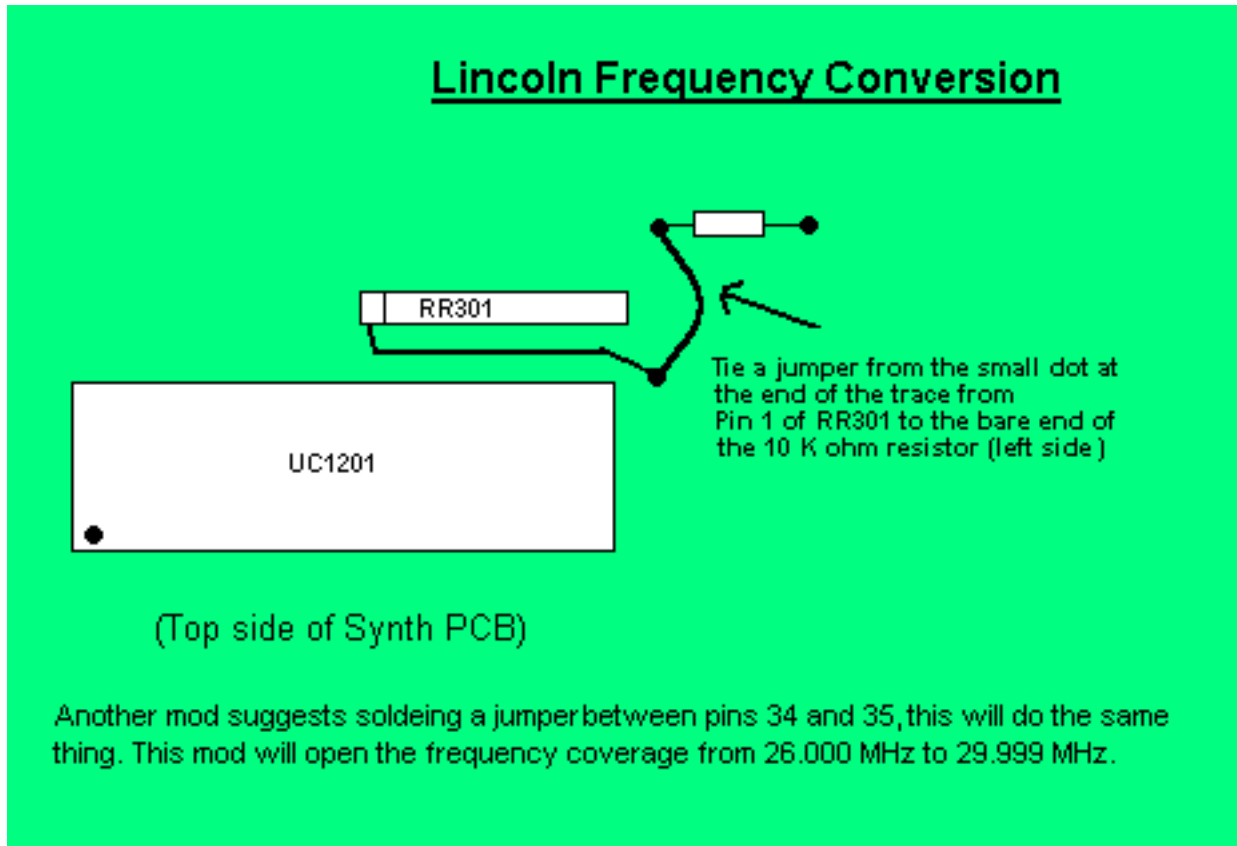 Lincoln Frequency Conversion
RR301
Tie a jumper from the small dot at
the end of the trace from
Pin 1 of RR301 to the bare end of
the 10 K ohm resistor (left side)
UC1201
(Top side of Synth PCB)
Another mod suggests soldeing a jumper between pins 34 and 35, this will do the same
thing. This mod will open the frequency coverage from 26.000 MHz to 29.999 MHz.